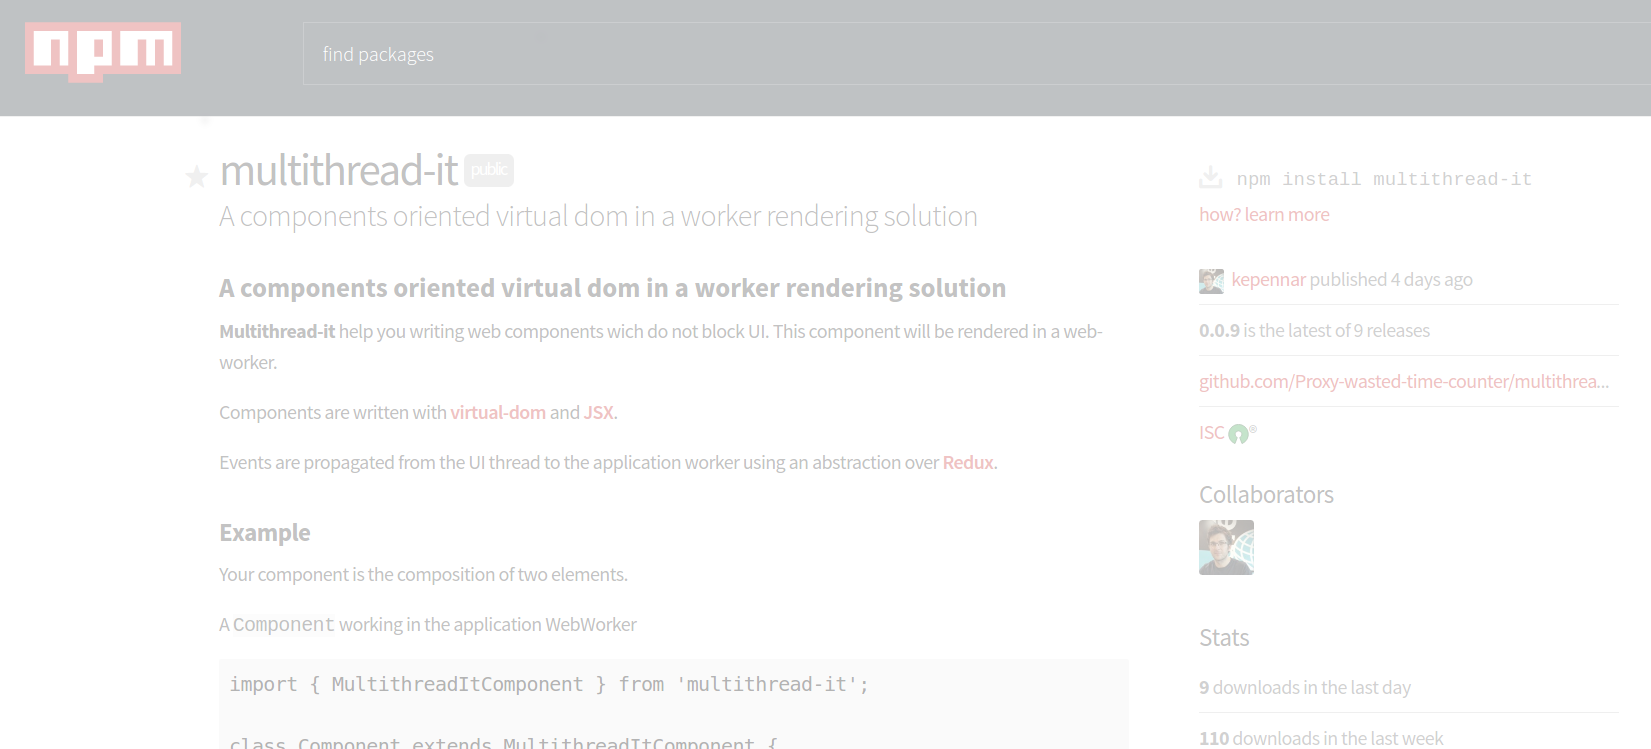 npm
find packages
multithread-it public
A components oriented virtual dom in a worker rendering solution
A components oriented virtual dom in a worker rendering solution
Multithread-it help you writing web components wich do not block UI. This component will be rendered in a web-
worker.
Components are written with virtual-dom and JSX.
Events are propagated from the UI thread to the application worker using an abstraction over Redux.
Example
Your component is the composition of two elements.
A Component working in the application WebWorker
import { MultithreadItComponent } from 'multithread-it';
class Component extends MultithreadItComponent {
npm install multithread-it
how? learn more
kepennar published 4 days ago
0.0.9 is the latest of 9 releases
github.com/Proxy-wasted-time-counter/multithrea...
ISC ®
Collaborators
Stats
9 downloads in the last day
110 downloads in the last week